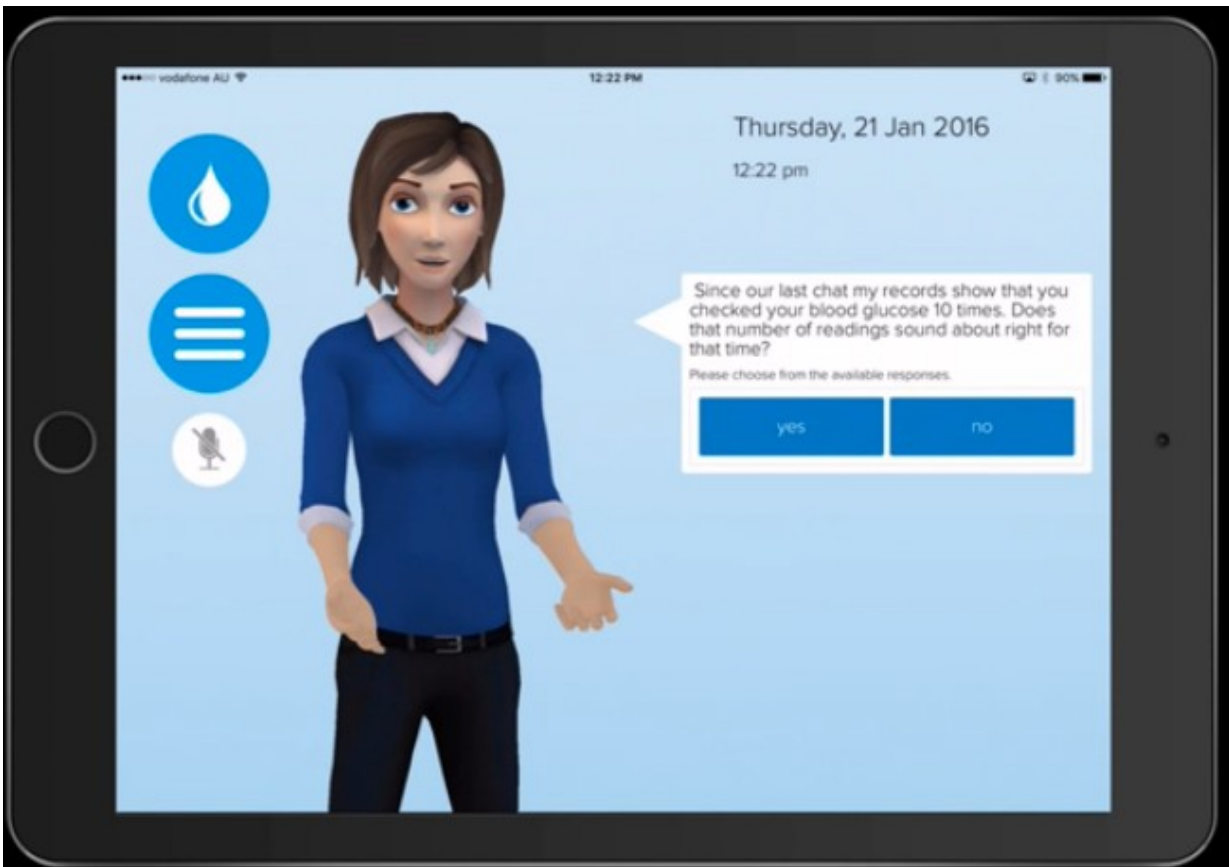 vodafone AU
12:22 PM
90%
Thursday, 21 Jan 2016
12:22 pm
Since our last chat my records show that you
checked your blood glucose 10 times. Does
that number of readings sound about right for
that time?
Please choose from the available responses.
yes
no